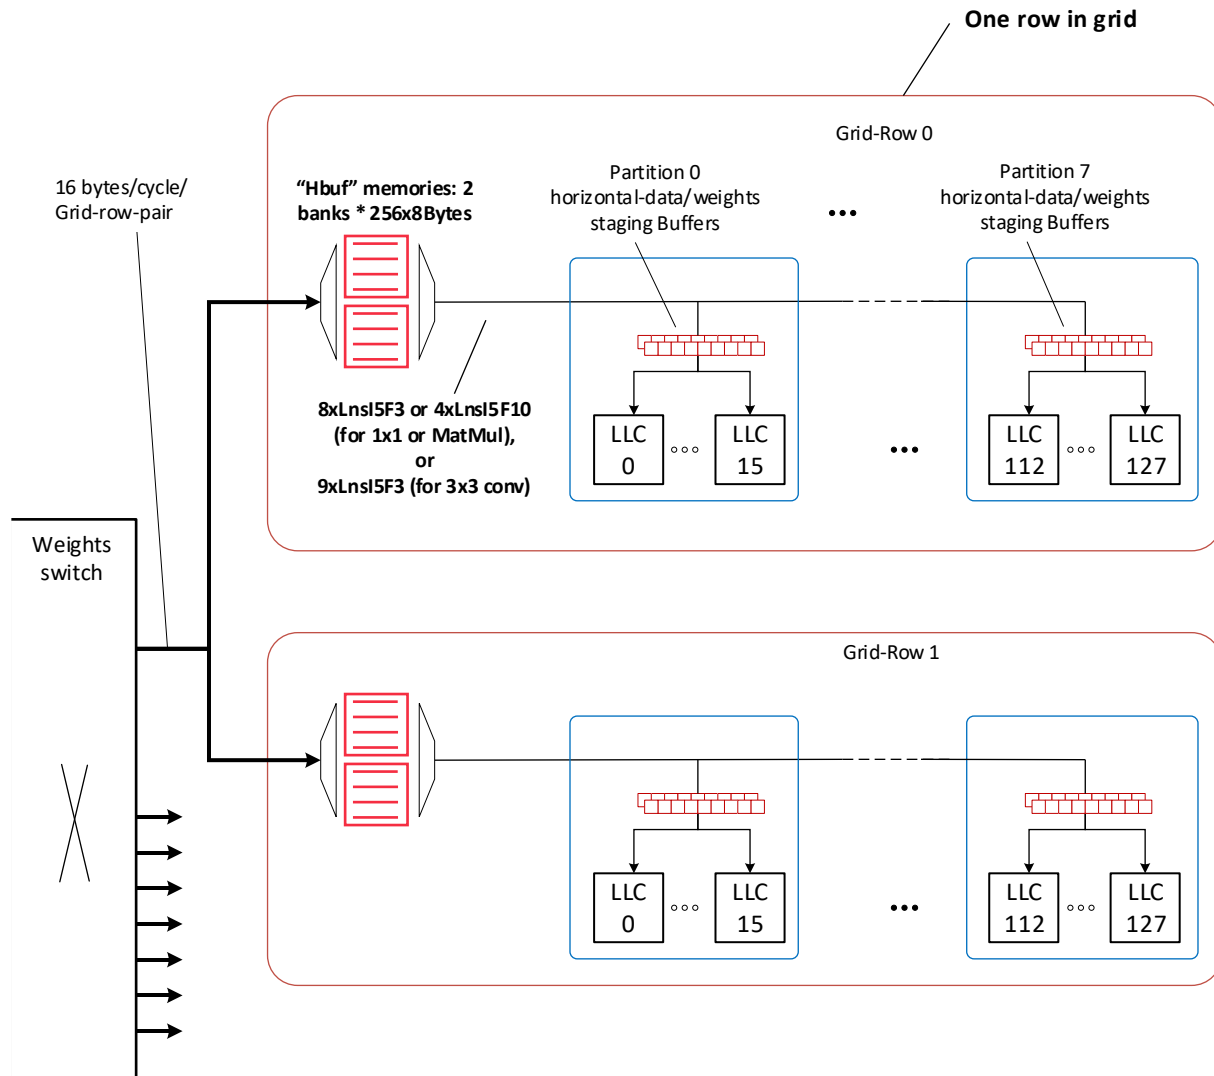 One row in grid
Grid-Row 0
16 bytes/cycle/
Grid-row-pair
“Hbuf” memories: 2
banks * 256x8Bytes
Partition 0
horizontal-data/weights
staging Buffers
•••
Partition 7
horizontal-data/weights
staging Buffers
8xLnsI5F3 or 4xLnsI5F10
(for 1x1 or MatMul),
or
9xLnsI5F3 (for 3x3 conv)
LLC
0
LLC
15
•••
LLC
112
LLC
127
Weights
switch
Grid-Row 1
LLC
0
LLC
15
•••
LLC
112
LLC
127